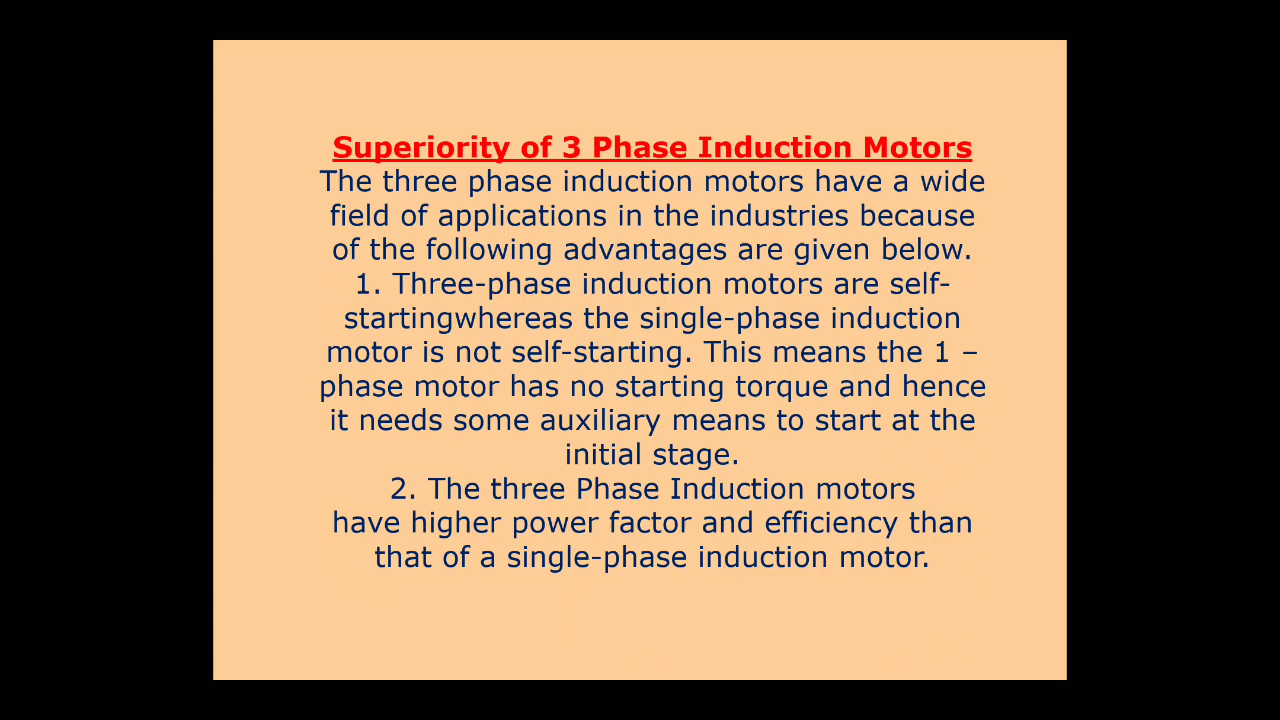 Superiority of 3 Phase Induction Motors
The three phase induction motors have a wide
field of applications in the industries because
of the following advantages are given below.
1. Three-phase induction motors are self-
startingwhereas the single-phase induction
motor is not self-starting. This means the 1 –
phase motor has no starting torque and hence
it needs some auxiliary means to start at the
initial stage.
2. The three Phase Induction motors
have higher power factor and efficiency than
that of a single-phase induction motor.